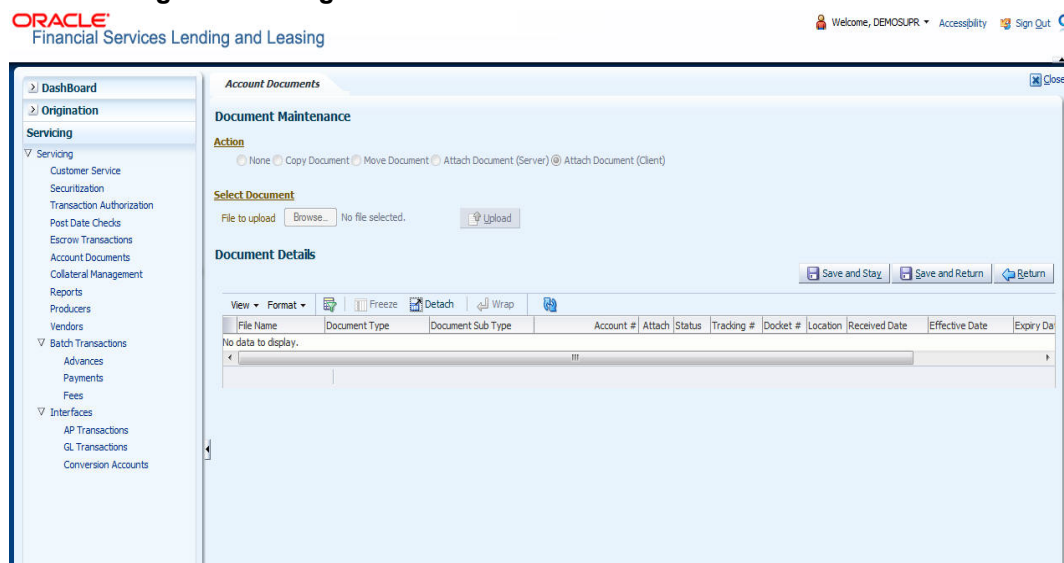 ORACLE
Financial Services Lending and Leasing
Welcome, DEMOSUPR Accessibility Sign Out
DashBoard
Origination
Servicing
Servicing
Customer Service
Securitization
Transaction Authorization
Post Date Checks
Escrow Transactions
Account Documents
Collateral Management
Reports
Producers
Vendors
Batch Transactions
Advances
Payments
Fees
Interfaces
AP Transactions
GL Transactions
Conversion Accounts
Account Documents
Close
Document Maintenance
Action
None Copy Document Move Document Attach Document (Server) Attach Document (Client)
Select Document
File to upload Browse... No file selected. Upload
Document Details
Save and Stay Save and Return Return
View Format Freeze Detach Wrap
File Name Document Type Document Sub Type Account # Attach Status Tracking # Docket # Location Received Date Effective Date Expiry Da
No data to display.